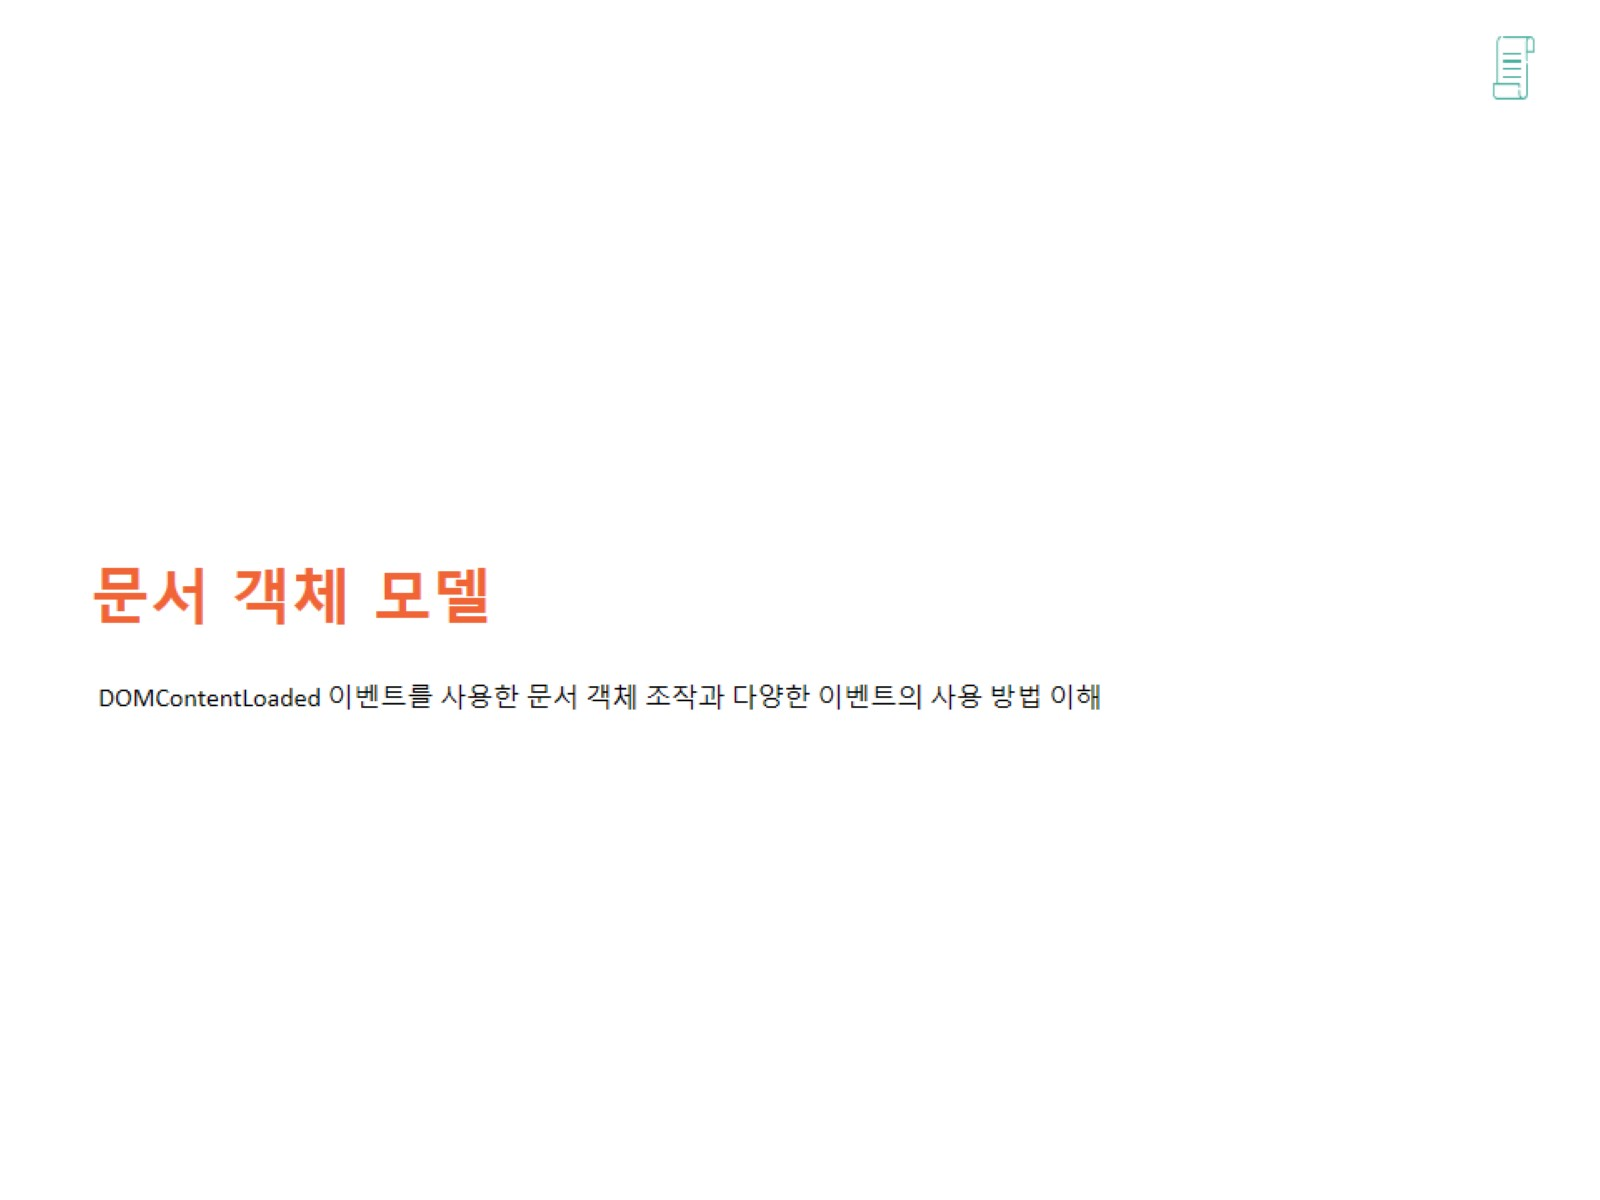 문서 객체 모델
DOMContentLoaded 이벤트를 사용한 문서 객체 조작과 다양한 이벤트의 사용 방법 이해